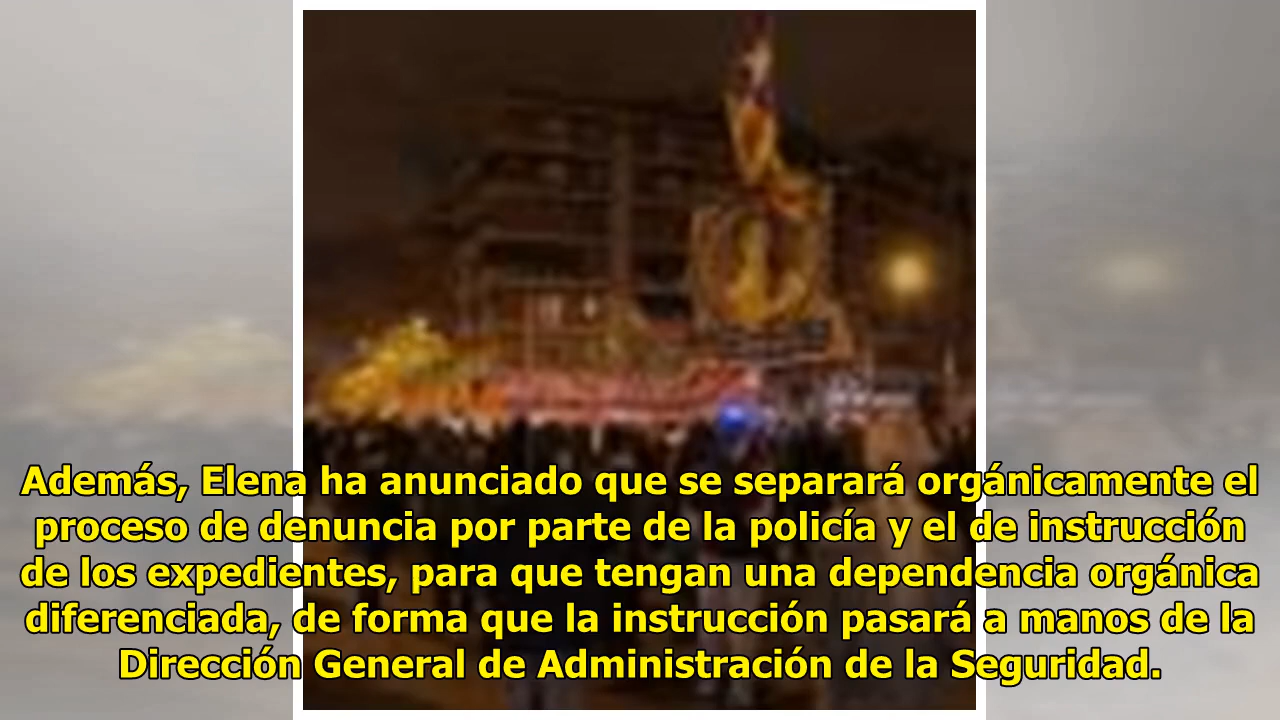 Además, Elena ha anunciado que se separará orgánicamente el
proceso de denuncia por parte de la policía y el de instrucción
de los expedientes, para que tengan una dependencia orgánica
diferenciada, de forma que la instrucción pasará a manos de la
Dirección General de Administración de la Seguridad.